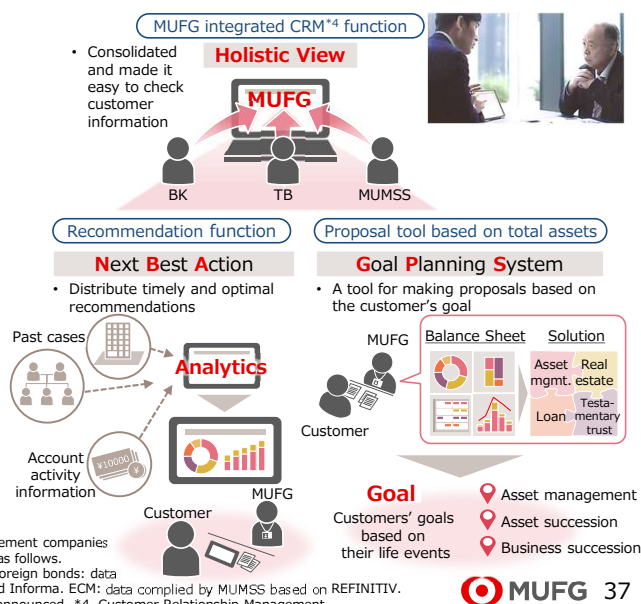 MUFG integrated CRM*4 function
Holistic View
• Consolidated
and made it
easy to check
customer
information
MUFG
BK
TB
MUMSS
Recommendation function
Next Best Action
• Distribute timely and optimal
recommendations
Past cases
Analytics
Account
activity
information
¥10000
¥
MUFG
Customer
Proposal tool based on total assets
Goal Planning System
• A tool for making proposals based on
the customer's goal
MUFG
Customer
Balance Sheet
Solution
Asset
mgmt.
Real
estate
Loan
Testa-
mentary
trust
Goal
Customers' goals
based on
their life events
Asset management
Asset succession
Business succession
ement companies
as follows.
oreign bonds: data
d Informa. ECM: data complied by MUMSS based on REFINITIV.
announced. *4 Customer Relationship Management
MUFG 37